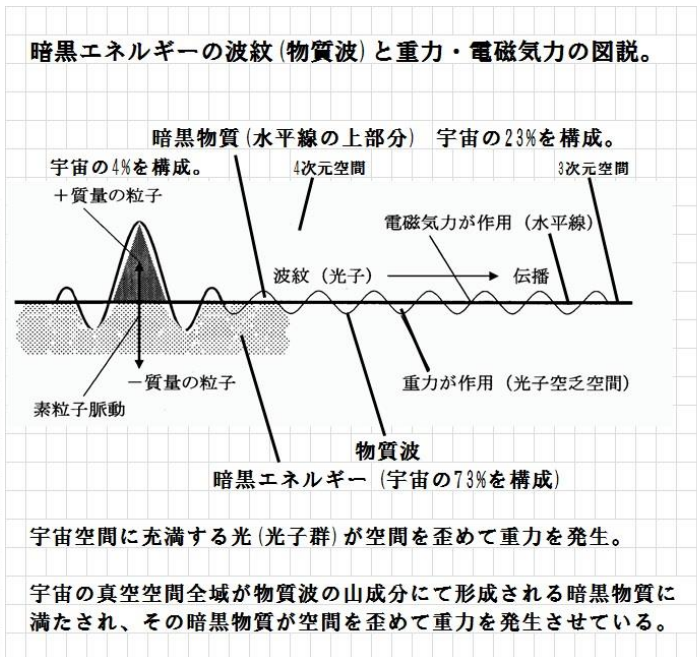 暗黒エネルギーの波紋(物質波)と重力・電磁気力の図説。
暗黒物質(水平線の上部分) 宇宙の23%を構成。
宇宙の4%を構成。
4次元空間
3次元空間
+質量の粒子
電磁気力が作用(水平線)
波紋(光子)
伝播
-質量の粒子
重力が作用(光子空乏空間)
素粒子脈動
物質波
暗黒エネルギー(宇宙の73%を構成)
宇宙空間に充満する光(光子群)が空間を歪めて重力を発生。
宇宙の真空空間全域が物質波の山成分にて形成される暗黒物質に
満たされ、その暗黒物質が空間を歪めて重力を発生させている。